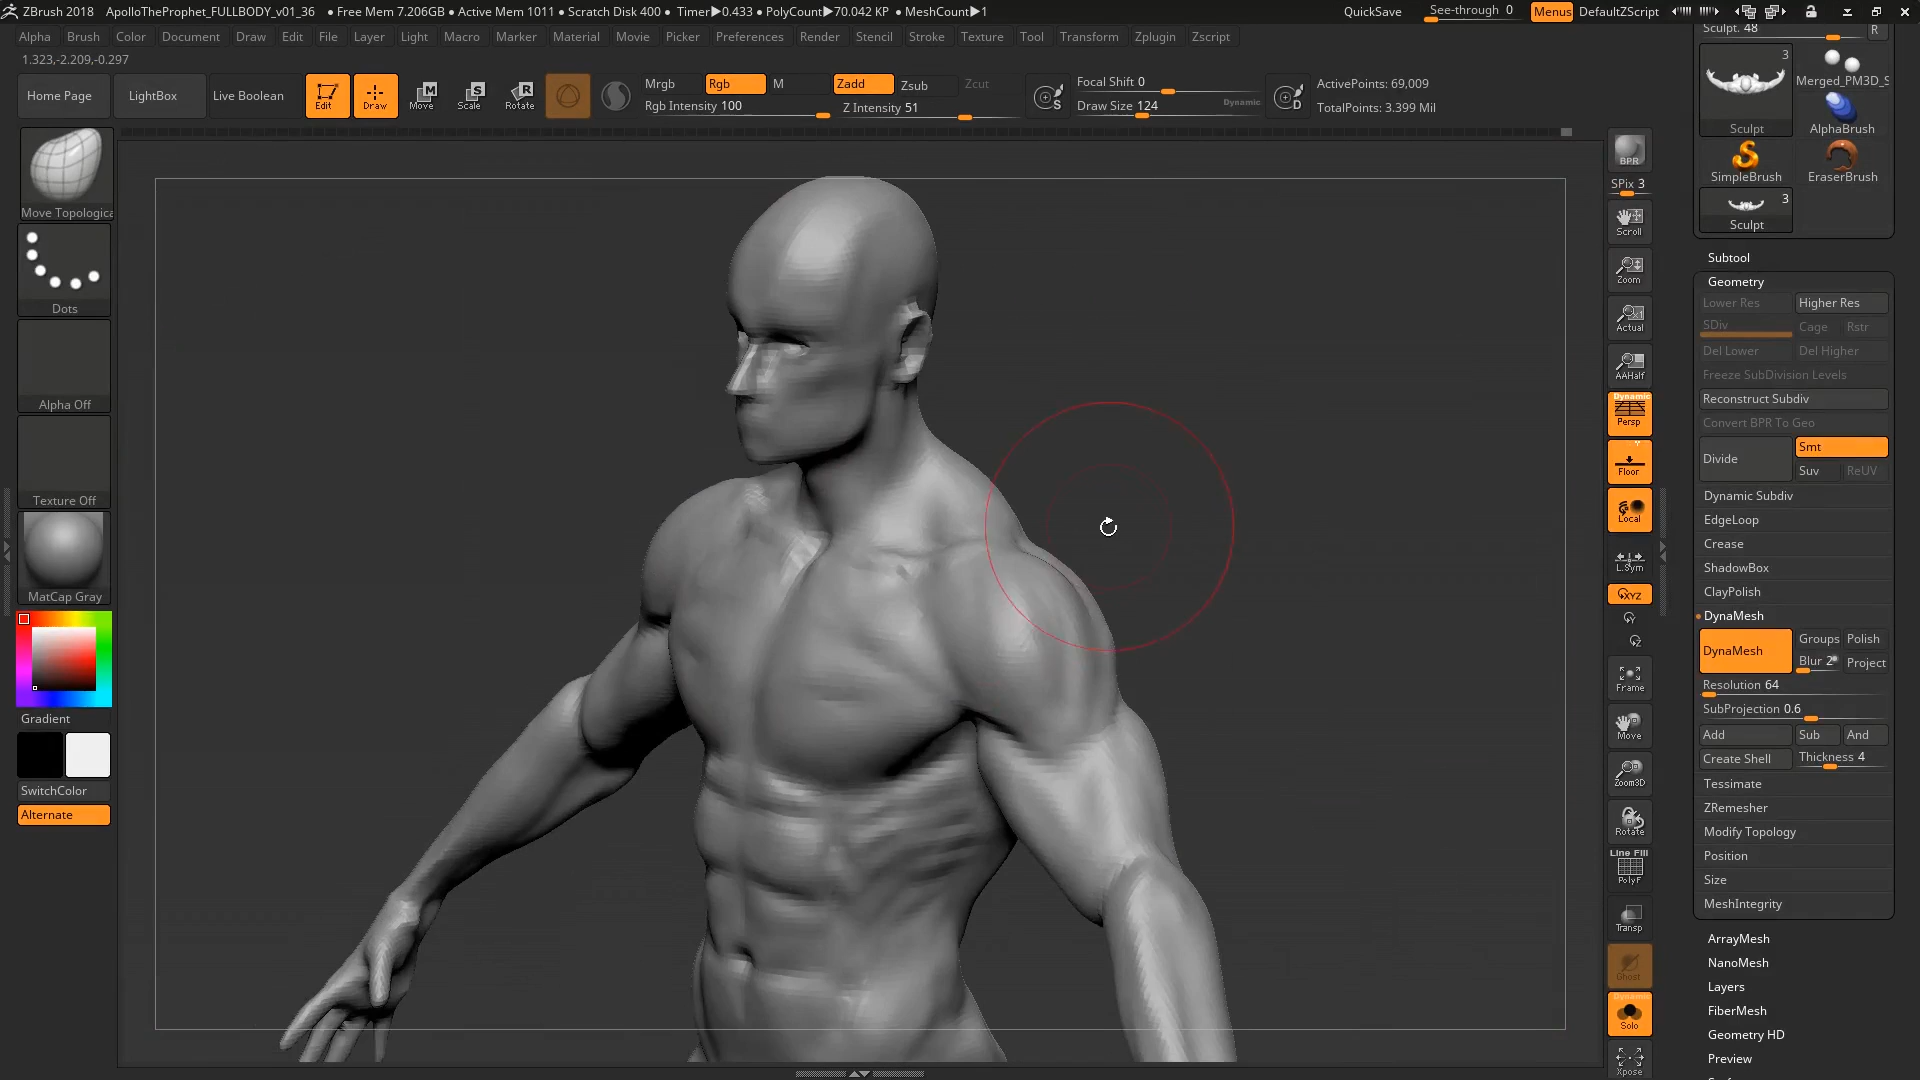 ZBrush 2018 ApolloTheProphet_FULLBODY_v01_36 ● Free Mem 7.206GB ● Active Mem 1011 ● Scratch Disk 400 ● Timer▶0.433 ● PolyCount▶70.042 KP ● MeshCount▶1 QuickSave See-through 0 Menus DefaultZScript
Alpha Brush Color Document Draw Edit File Layer Light Macro Marker Material Movie Picker Preferences Render Stencil Stroke Texture Tool Transform Zplugin Zscript
1.323,-2.209,-0.297
Home Page LightBox Live Boolean Edit Draw Move Scale Rotate
Mrgb Rgb M Zadd Zsub Zcut
Rgb Intensity 100 Z Intensity 51
Focal Shift 0
Draw Size 124 Dynamic
ActivePoints: 69,009
TotalPoints: 3.399 Mil
Move Topologica
Dots
Alpha Off
Texture Off
MatCap Gray
Gradient
SwitchColor
Alternate
BPR
SPix 3
Scroll
Zoom
Actual
AAHalf
Dynamic
Persp
Floor
Local
L.Sym
XYZ
Frame
Move
Zoom3D
Rotate
Line Fill
PolyF
Transp
Ghost
Dynamic
Solo
Xpose
Sculpt. 48 R
3
Merged_PM3D_S
Sculpt AlphaBrush
SimpleBrush EraserBrush
3
Sculpt
Subtool
Geometry
Lower Res Higher Res
SDiv Cage Rstr
Del Lower Del Higher
Freeze SubDivision Levels
Reconstruct Subdiv
Convert BPR To Geo
Divide Smt
Suv ReUV
Dynamic Subdiv
EdgeLoop
Crease
ShadowBox
ClayPolish
DynaMesh
DynaMesh Groups Polish
Blur 2 Project
Resolution 64
SubProjection 0.6
Add Sub And
Create Shell Thickness 4
Tessimate
ZRemesher
Modify Topology
Position
Size
MeshIntegrity
ArrayMesh
NanoMesh
Layers
FiberMesh
Geometry HD
Preview